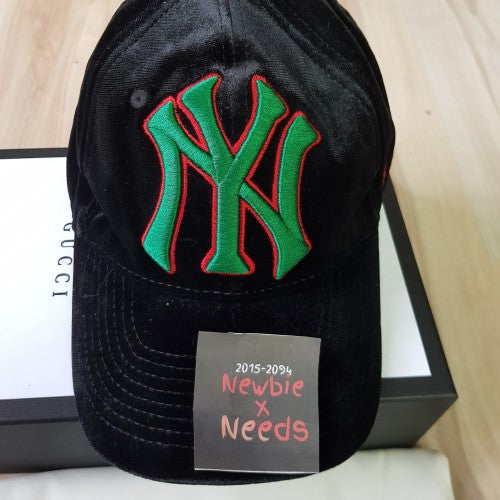 NY
GUCCI
2015-2094
Newbie
x
Needs